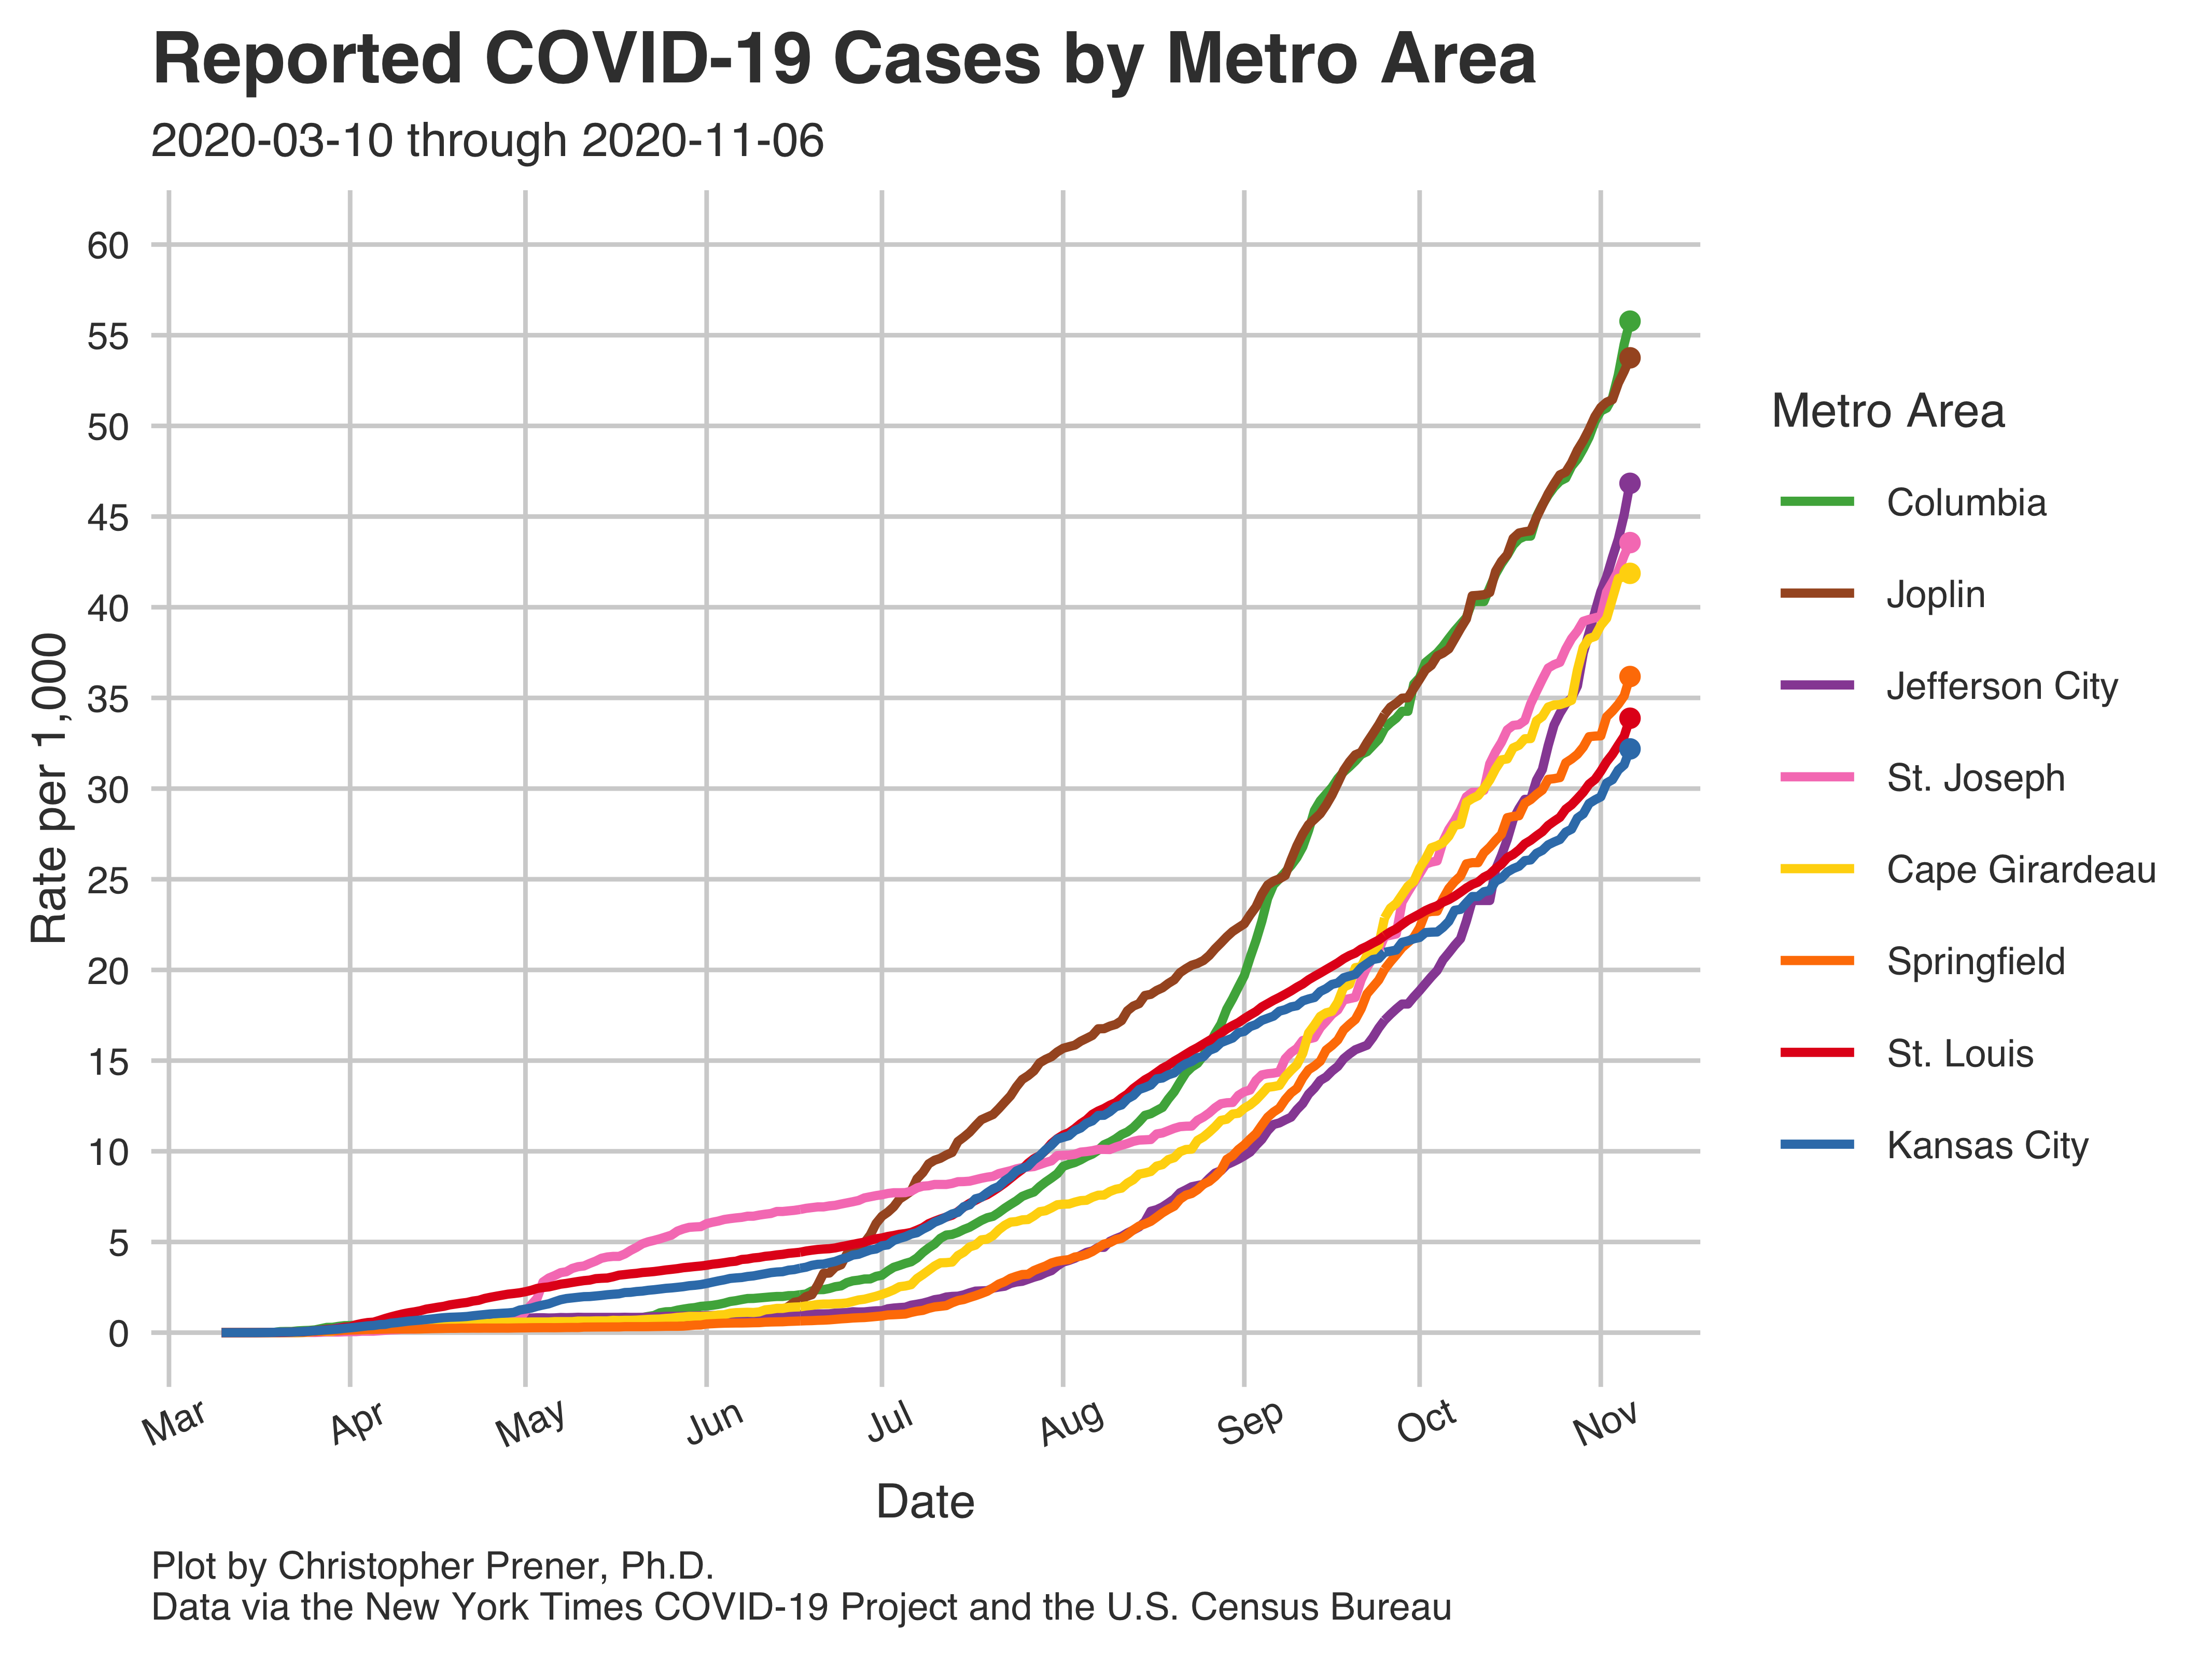 Reported COVID-19 Cases by Metro Area
2020-03-10 through 2020-11-06
60
55
50
45
40
35
30
25
20
15
10
5
0
Rate per 1,000
Mar
Apr
May
Jun
Jul
Aug
Sep
Oct
Nov
Date
Metro Area
Columbia
Joplin
Jefferson City
St. Joseph
Cape Girardeau
Springfield
St. Louis
Kansas City
Plot by Christopher Prener, Ph.D.
Data via the New York Times COVID-19 Project and the U.S. Census Bureau